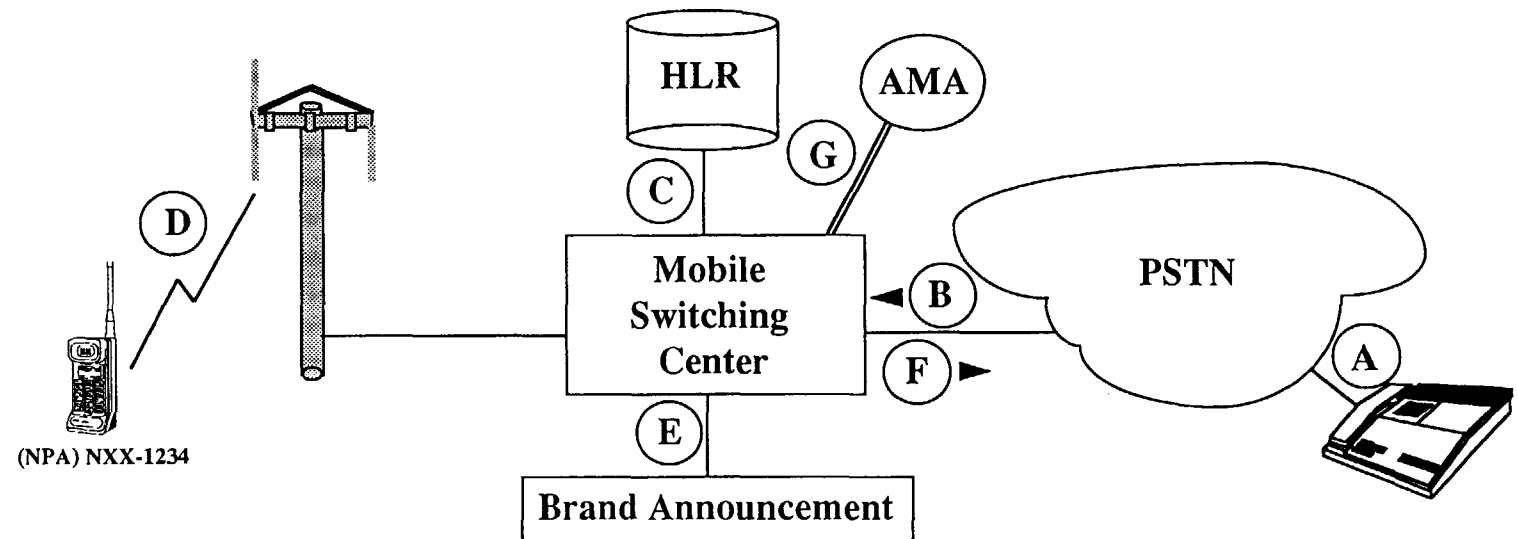 HLR
AMA
G
C
D
Mobile
Switching
Center
B
PSTN
F
A
E
(NPA) NXX-1234
Brand Announcement